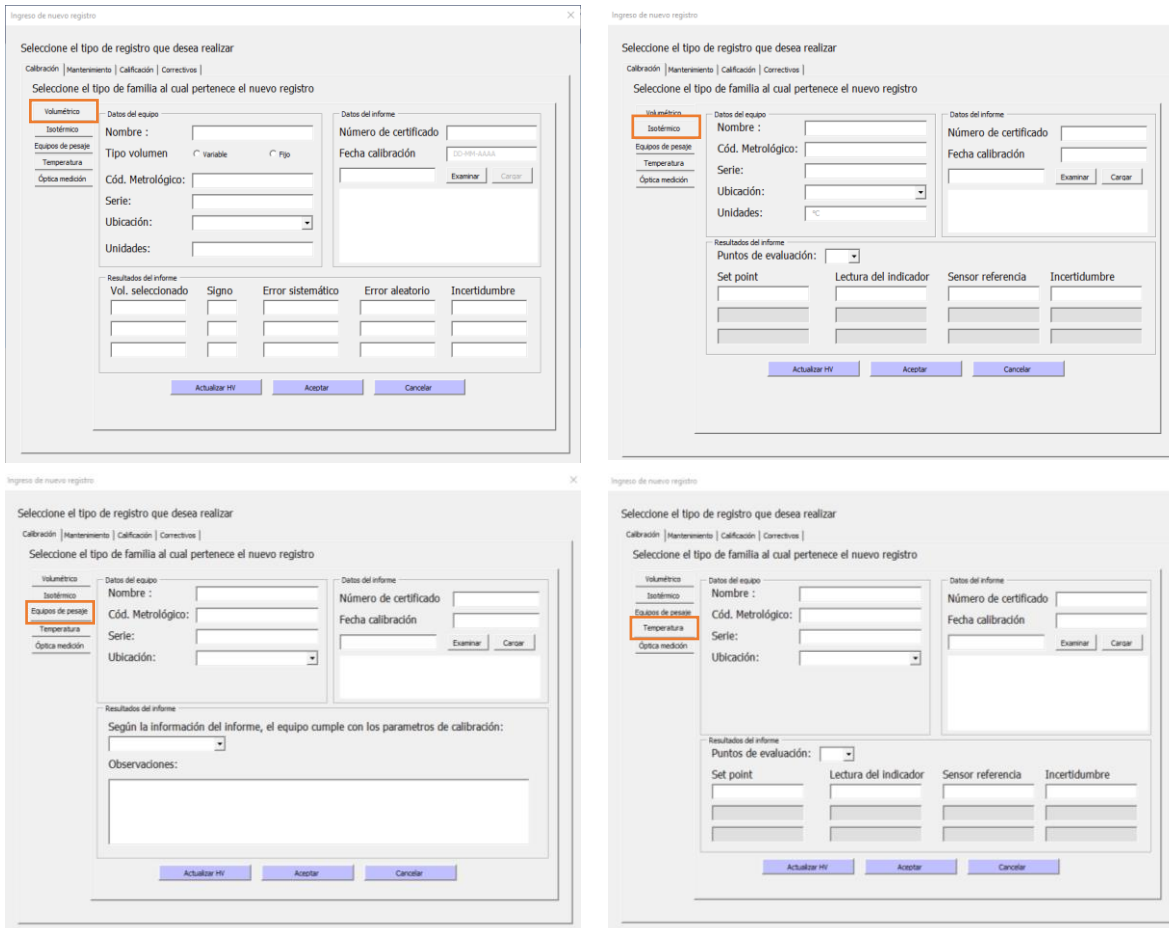 Ingreso de nuevo registro
Seleccione el tipo de registro que desea realizar
Calibración | Mantenimiento | Calificación | Correctivos |
Seleccione el tipo de familia al cual pertenece el nuevo registro
Volumétrico
Isotérmico
Equipos de pesaje
Temperatura
Óptica medición
Datos del equipo
Nombre :
Tipo volumen Variable Fijo
Cód. Metrológico:
Serie:
Ubicación:
Unidades:
Datos del informe
Número de certificado
Fecha calibración DD-MM-AAAA
Examinar Cargar
Resultados del informe
Vol. seleccionado Signo Error sistemático Error aleatorio Incertidumbre
Actualizar HV Aceptar Cancelar
Ingreso de nuevo registro
Seleccione el tipo de registro que desea realizar
Calibración | Mantenimiento | Calificación | Correctivos |
Seleccione el tipo de familia al cual pertenece el nuevo registro
Volumétrico
Isotérmico
Equipos de pesaje
Temperatura
Óptica medición
Datos del equipo
Nombre :
Cód. Metrológico:
Serie:
Ubicación:
Unidades: ºC
Datos del informe
Número de certificado
Fecha calibración
Examinar Cargar
Resultados del informe
Puntos de evaluación:
Set point Lectura del indicador Sensor referencia Incertidumbre
Actualizar HV Aceptar Cancelar
Ingreso de nuevo registro
Seleccione el tipo de registro que desea realizar
Calibración | Mantenimiento | Calificación | Correctivos |
Seleccione el tipo de familia al cual pertenece el nuevo registro
Volumétrico
Isotérmico
Equipos de pesaje
Temperatura
Óptica medición
Datos del equipo
Nombre :
Cód. Metrológico:
Serie:
Ubicación:
Datos del informe
Número de certificado
Fecha calibración
Examinar Cargar
Resultados del informe
Según la información del informe, el equipo cumple con los parametros de calibración:
Observaciones:
Actualizar HV Aceptar Cancelar
Ingreso de nuevo registro
Seleccione el tipo de registro que desea realizar
Calibración | Mantenimiento | Calificación | Correctivos |
Seleccione el tipo de familia al cual pertenece el nuevo registro
Volumétrico
Isotérmico
Equipos de pesaje
Temperatura
Óptica medición
Datos del equipo
Nombre :
Cód. Metrológico:
Serie:
Ubicación:
Datos del informe
Número de certificado
Fecha calibración
Examinar Cargar
Resultados del informe
Puntos de evaluación:
Set point Lectura del indicador Sensor referencia Incertidumbre
Actualizar HV Aceptar Cancelar